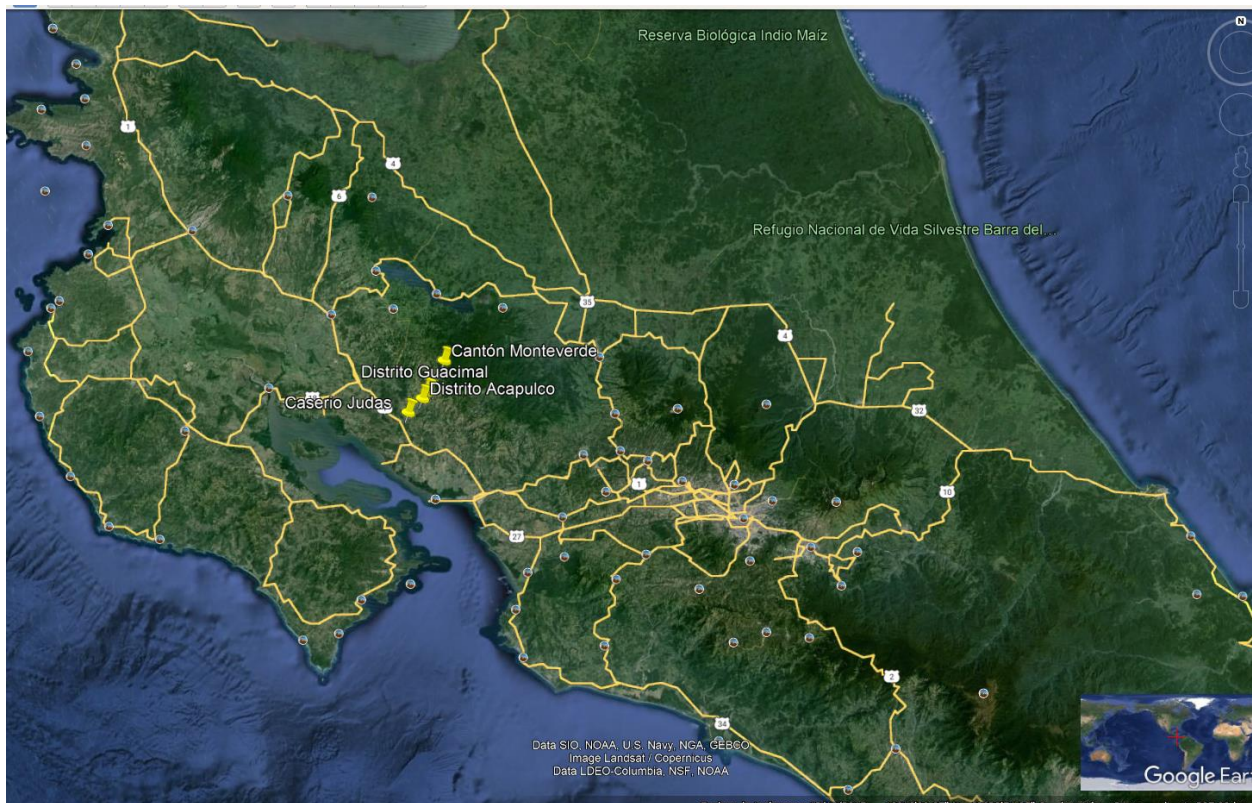 N
Reserva Biológica Indio Maíz
1
4
6
Refugio Nacional de Vida Silvestre Barra del...
35
4
Cantón Monteverde
Distrito Guacimal
Distrito Acapulco
Caserio Judas
32
1
10
27
2
34
Data SIO, NOAA, U.S. Navy, NGA, GEBCO
Image Landsat / Copernicus
Data LDEO-Columbia, NSF, NOAA
Google Ear